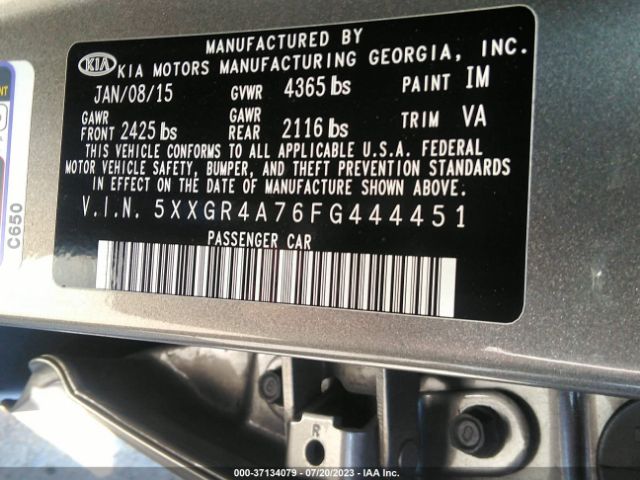 MANUFACTURED BY
KIA KIA MOTORS MANUFACTURING GEORGIA, INC.
JAN/08/15 GVWR 4365 lbs PAINT IM
GAWR FRONT 2425 lbs GAWR REAR 2116 lbs TRIM VA
THIS VEHICLE CONFORMS TO ALL APPLICABLE U.S.A. FEDERAL
MOTOR VEHICLE SAFETY, BUMPER, AND THEFT PREVENTION STANDARDS
IN EFFECT ON THE DATE OF MANUFACTURE SHOWN ABOVE.
V.I.N. 5XXGR4A76FG444451
PASSENGER CAR
C650
R
000-37134079 - 07/20/2023 - IAA Inc.